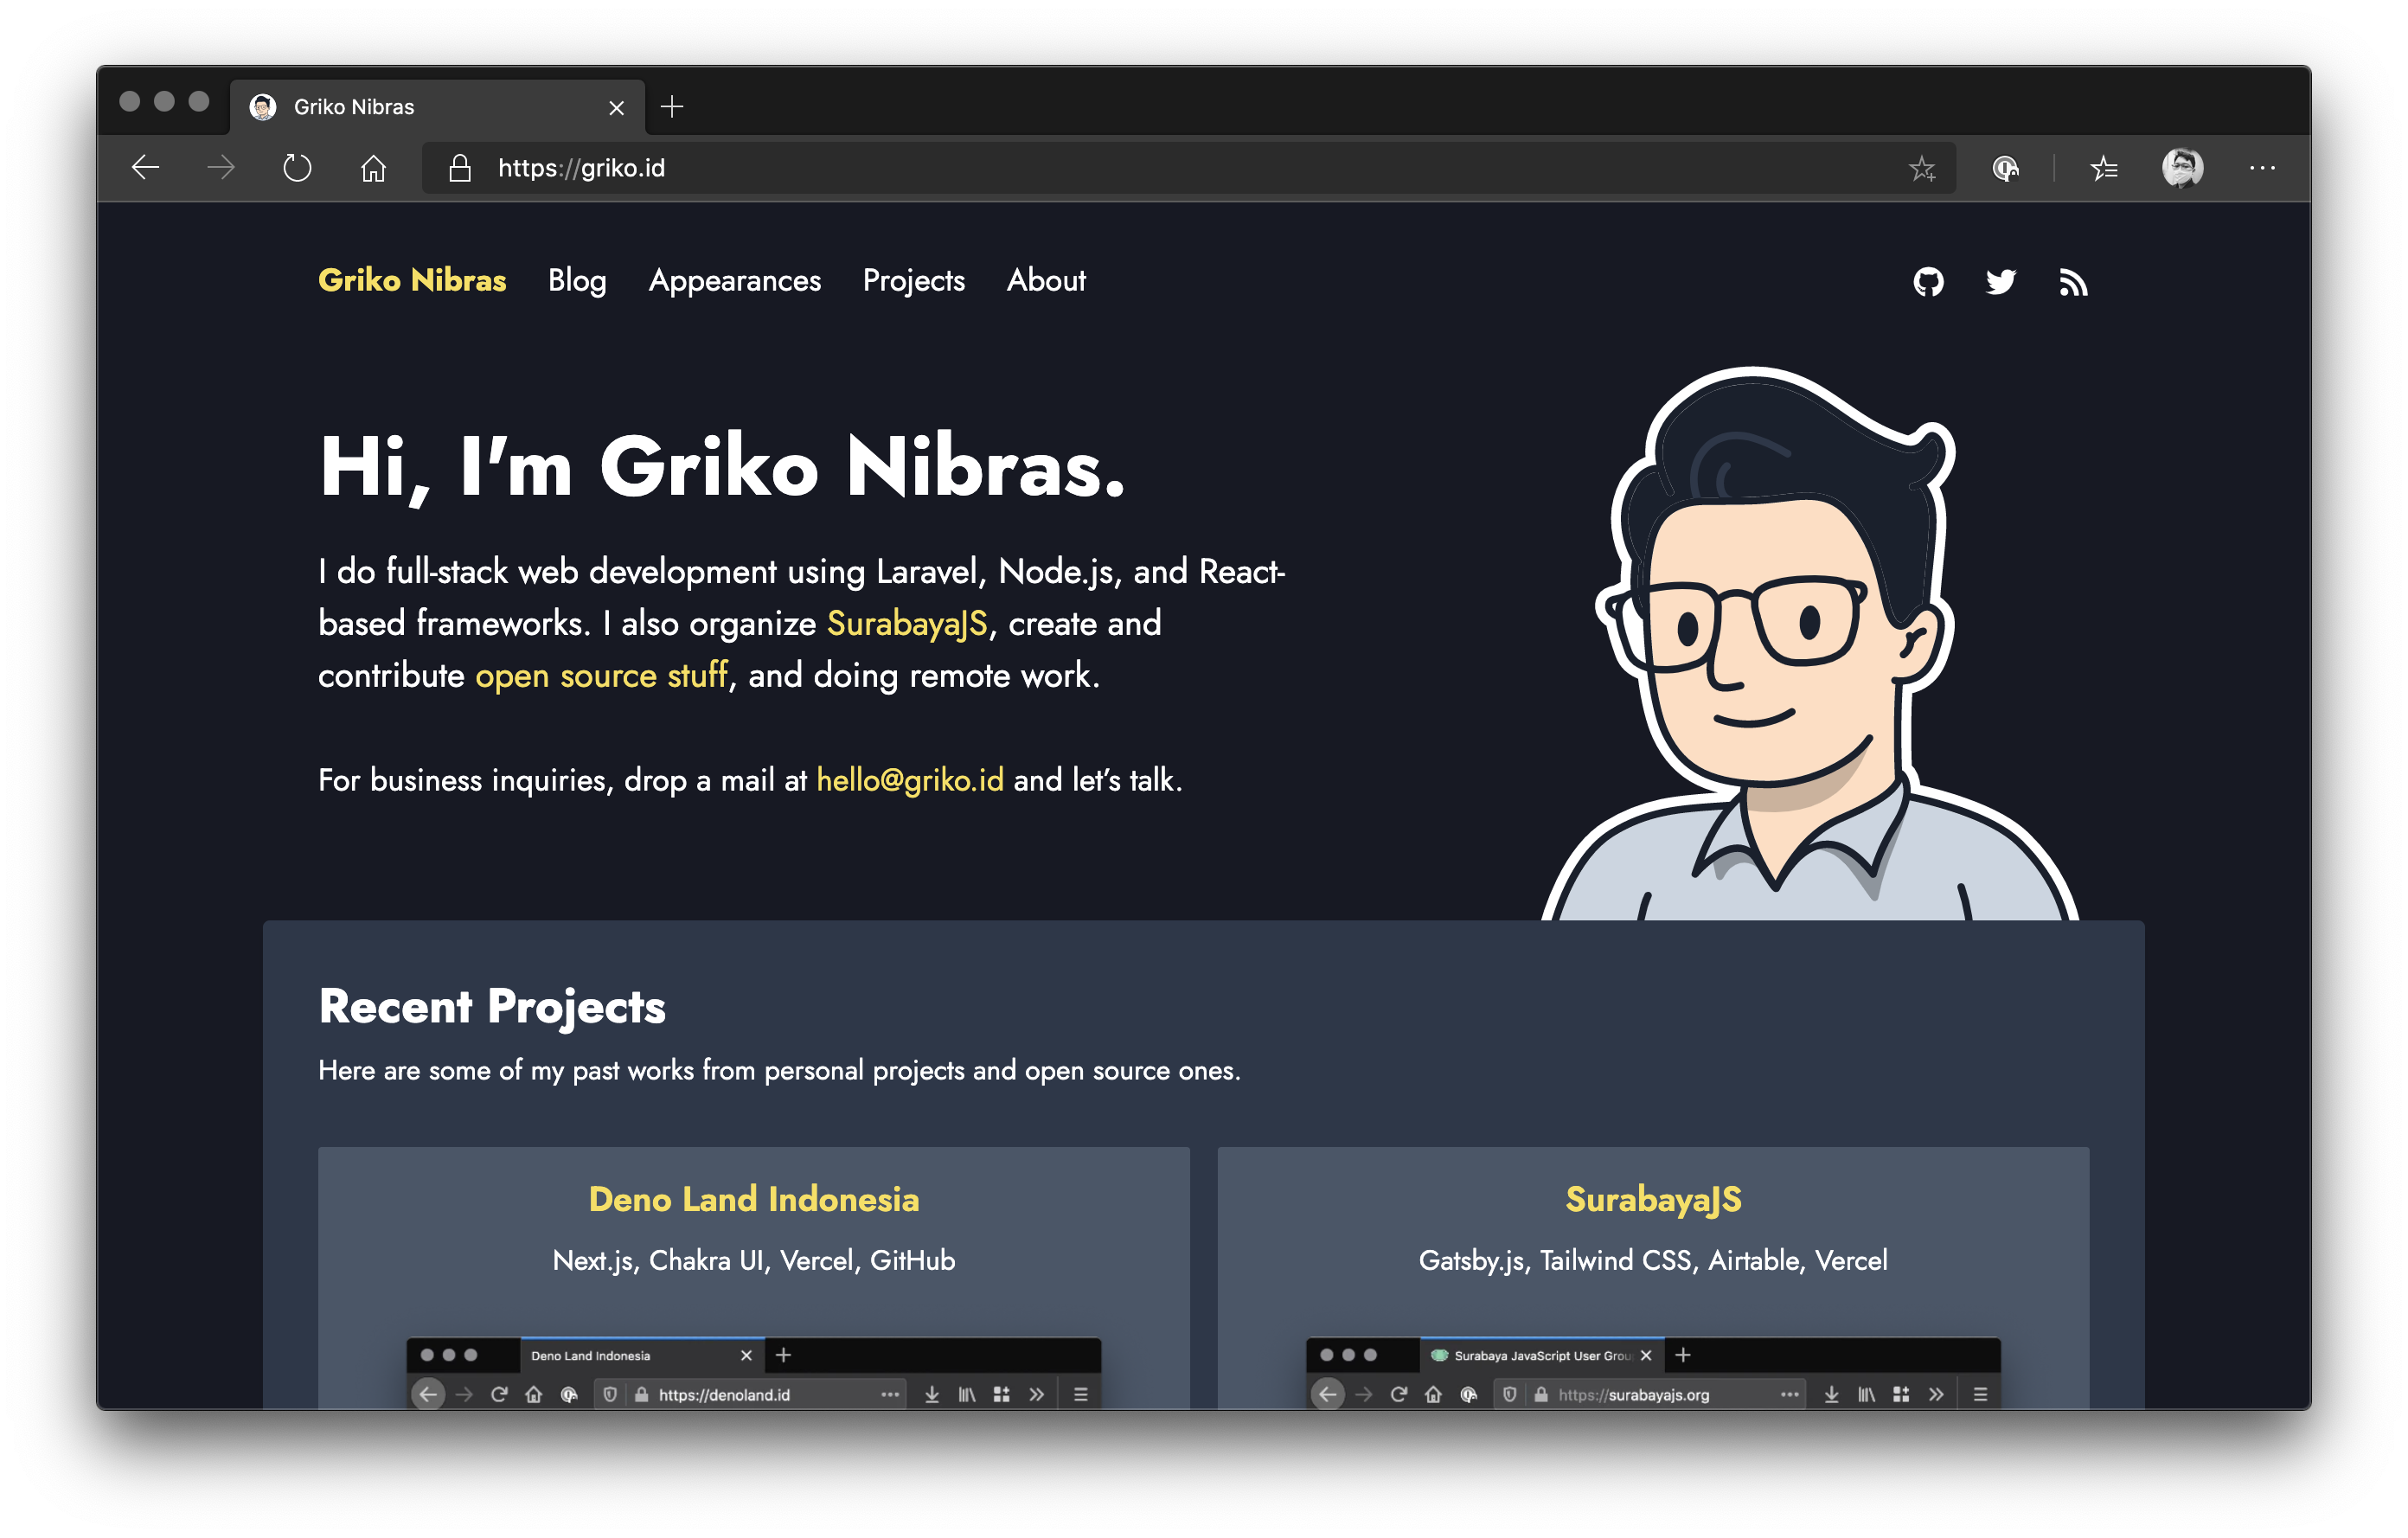 Griko Nibras
https://griko.id
Griko Nibras Blog Appearances Projects About
Hi, I'm Griko Nibras.
I do full-stack web development using Laravel, Node.js, and React-
based frameworks. I also organize SurabayaJS, create and
contribute open source stuff, and doing remote work.
For business inquiries, drop a mail at hello@griko.id and let’s talk.
Recent Projects
Here are some of my past works from personal projects and open source ones.
Deno Land Indonesia
Next.js, Chakra UI, Vercel, GitHub
Deno Land Indonesia
https://denoland.id
SurabayaJS
Gatsby.js, Tailwind CSS, Airtable, Vercel
Surabaya JavaScript User Grou
https://surabayajs.org